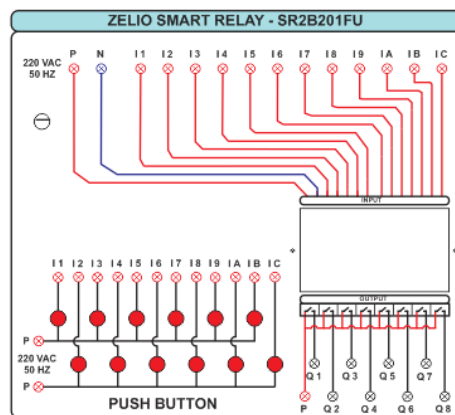 ZELIO SMART RELAY - SR2B201FU
P N I1 I2 I3 I4 I5 I6 I7 I8 I9 IA IB IC
220 VAC
50 HZ
INPUT
I1 I2 I3 I4 I5 I6 I7 I8 I9 IA IB IC
OUTPUT
P
220 VAC
50 HZ
P
Q1 Q3 Q5 Q7
P Q2 Q4 Q6 Q8
PUSH BUTTON